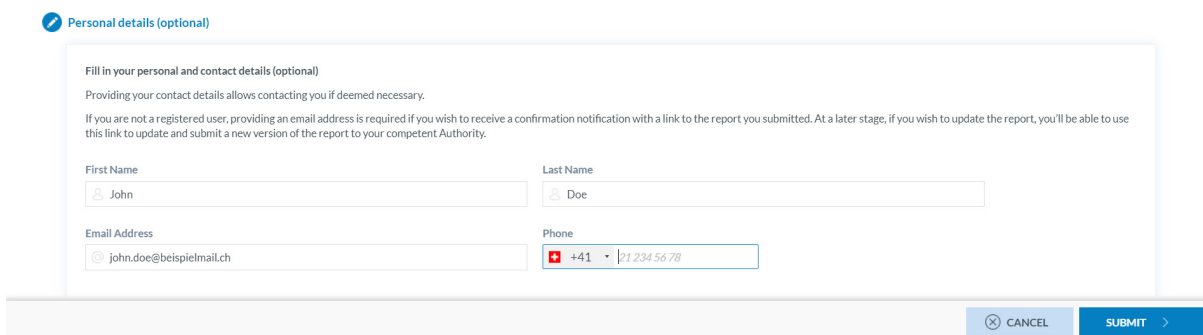 Personal details (optional)
Fill in your personal and contact details (optional)
Providing your contact details allows contacting you if deemed necessary.
If you are not a registered user, providing an email address is required if you wish to receive a confirmation notification with a link to the report you submitted. At a later stage, if you wish to update the report, you'll be able to use
this link to update and submit a new version of the report to your competent Authority.
First Name Last Name
John Doe
Email Address Phone
john.doe@beispielmail.ch +41 21 234 56 78
CANCEL SUBMIT